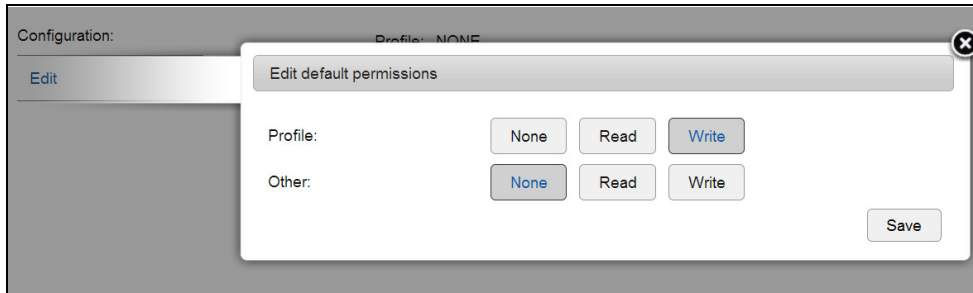 Configuration:
Profile: NONE
Edit
Edit default permissions
Profile: None Read Write
Other: None Read Write
Save